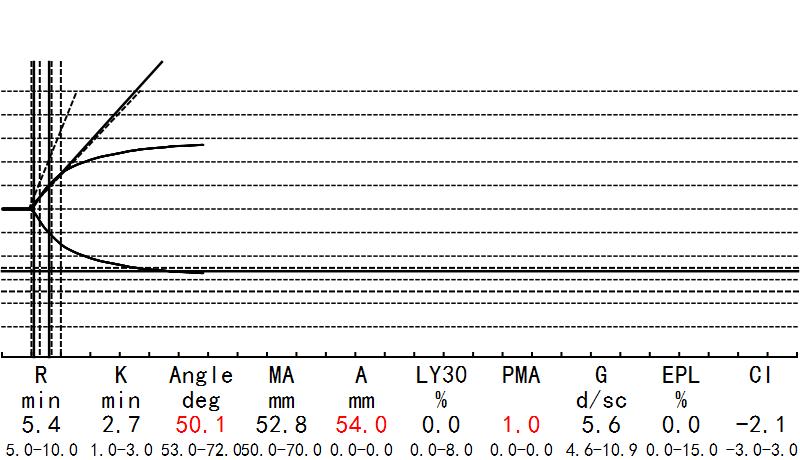 R K Angle MA A LY30 PMA G EPL CI
min min deg mm mm % d/sc %
5.4 2.7 50.1 52.8 54.0 0.0 1.0 5.6 0.0 -2.1
5.0-10.0 1.0-3.0 53.0-72.0 50.0-70.0 0.0-0.0 0.0-8.0 0.0-0.0 4.6-10.9 0.0-15.0 -3.0-3.0